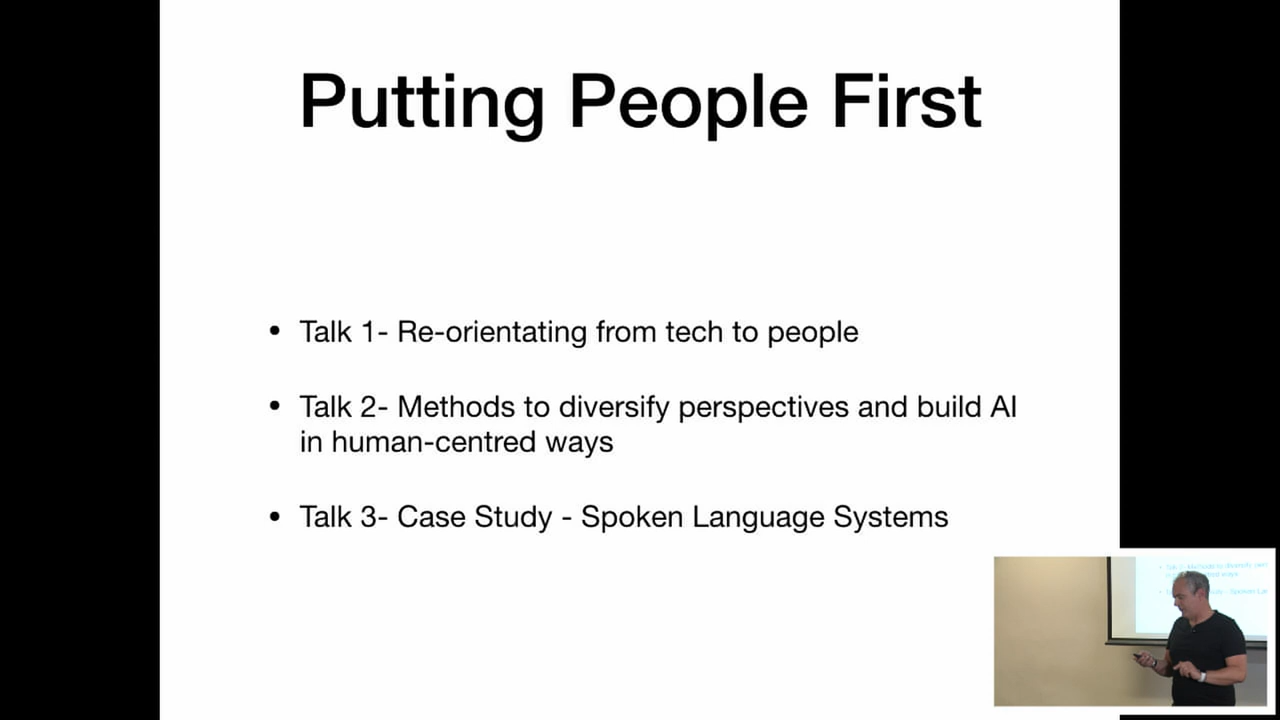 Putting People First
• Talk 1- Re-orientating from tech to people
• Talk 2- Methods to diversify perspectives and build AI
in human-centred ways
• Talk 3- Case Study - Spoken Language Systems